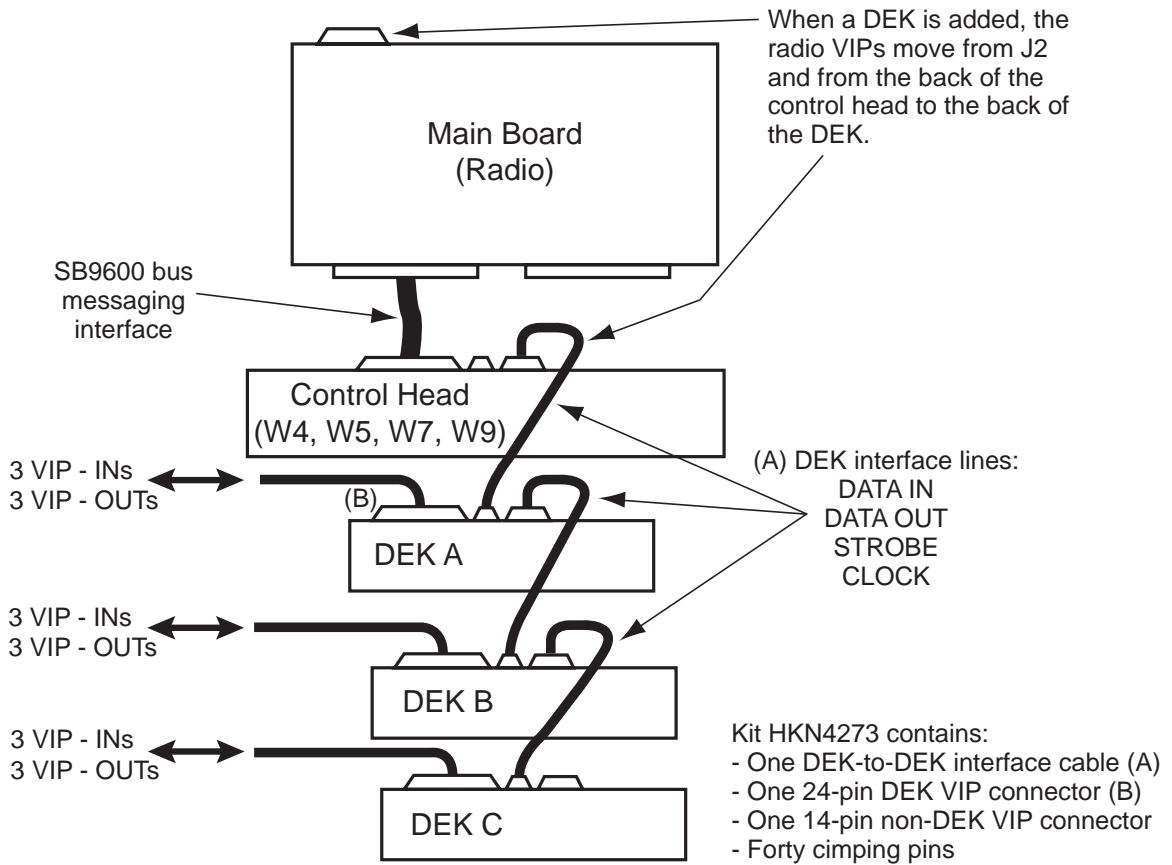 When a DEK is added, the
radio VIPs move from J2
and from the back of the
control head to the back of
the DEK.
Main Board
(Radio)
SB9600 bus
messaging
interface
Control Head
(W4, W5, W7, W9)
3 VIP - INs
3 VIP - OUTs
(B)
DEK A
(A) DEK interface lines:
DATA IN
DATA OUT
STROBE
CLOCK
3 VIP - INs
3 VIP - OUTs
DEK B
3 VIP - INs
3 VIP - OUTs
DEK C
Kit HKN4273 contains:
- One DEK-to-DEK interface cable (A)
- One 24-pin DEK VIP connector (B)
- One 14-pin non-DEK VIP connector
- Forty cimping pins